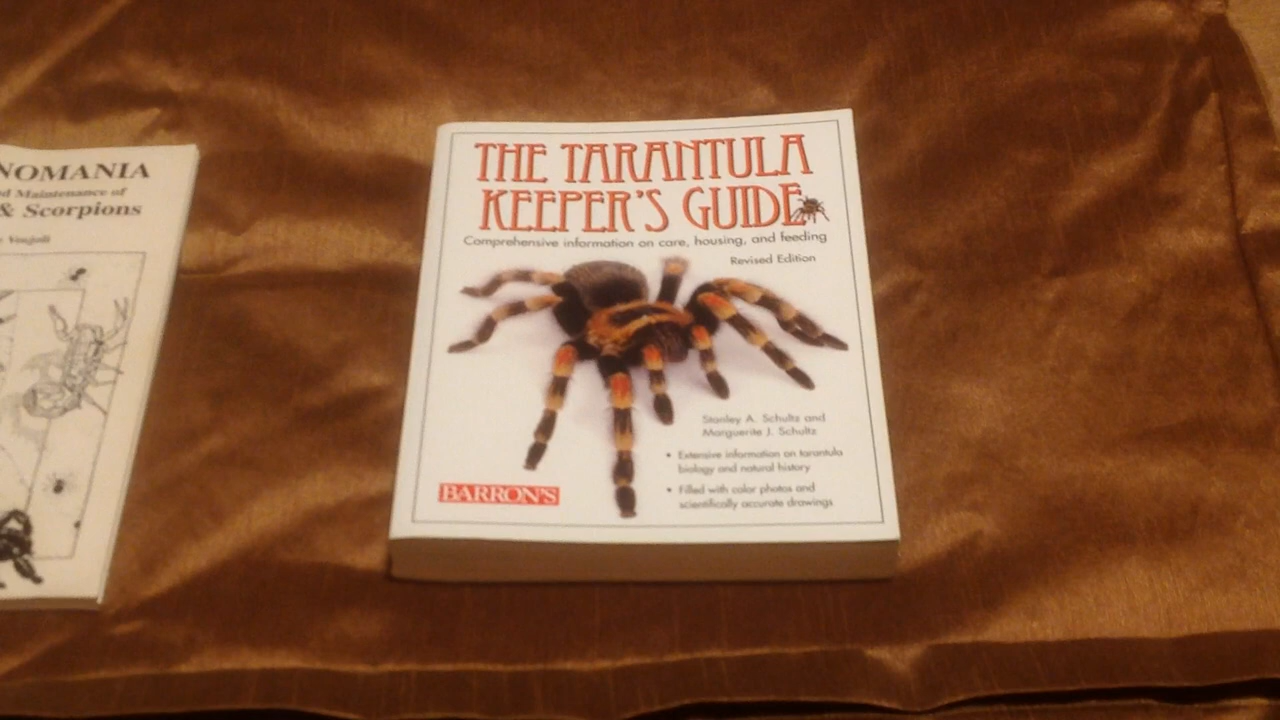 NOMANIA
d Maintenance of
& Scorpions
THE TARANTULA
KEEPER'S GUIDE
Comprehensive information on care, housing, and feeding
Revised Edition
Stanley A. Schultz and
Marguerite J. Schultz
• Extensive information on tarantula
biology and natural history
• Filled with color photos and
scientifically accurate drawings
BARRON'S